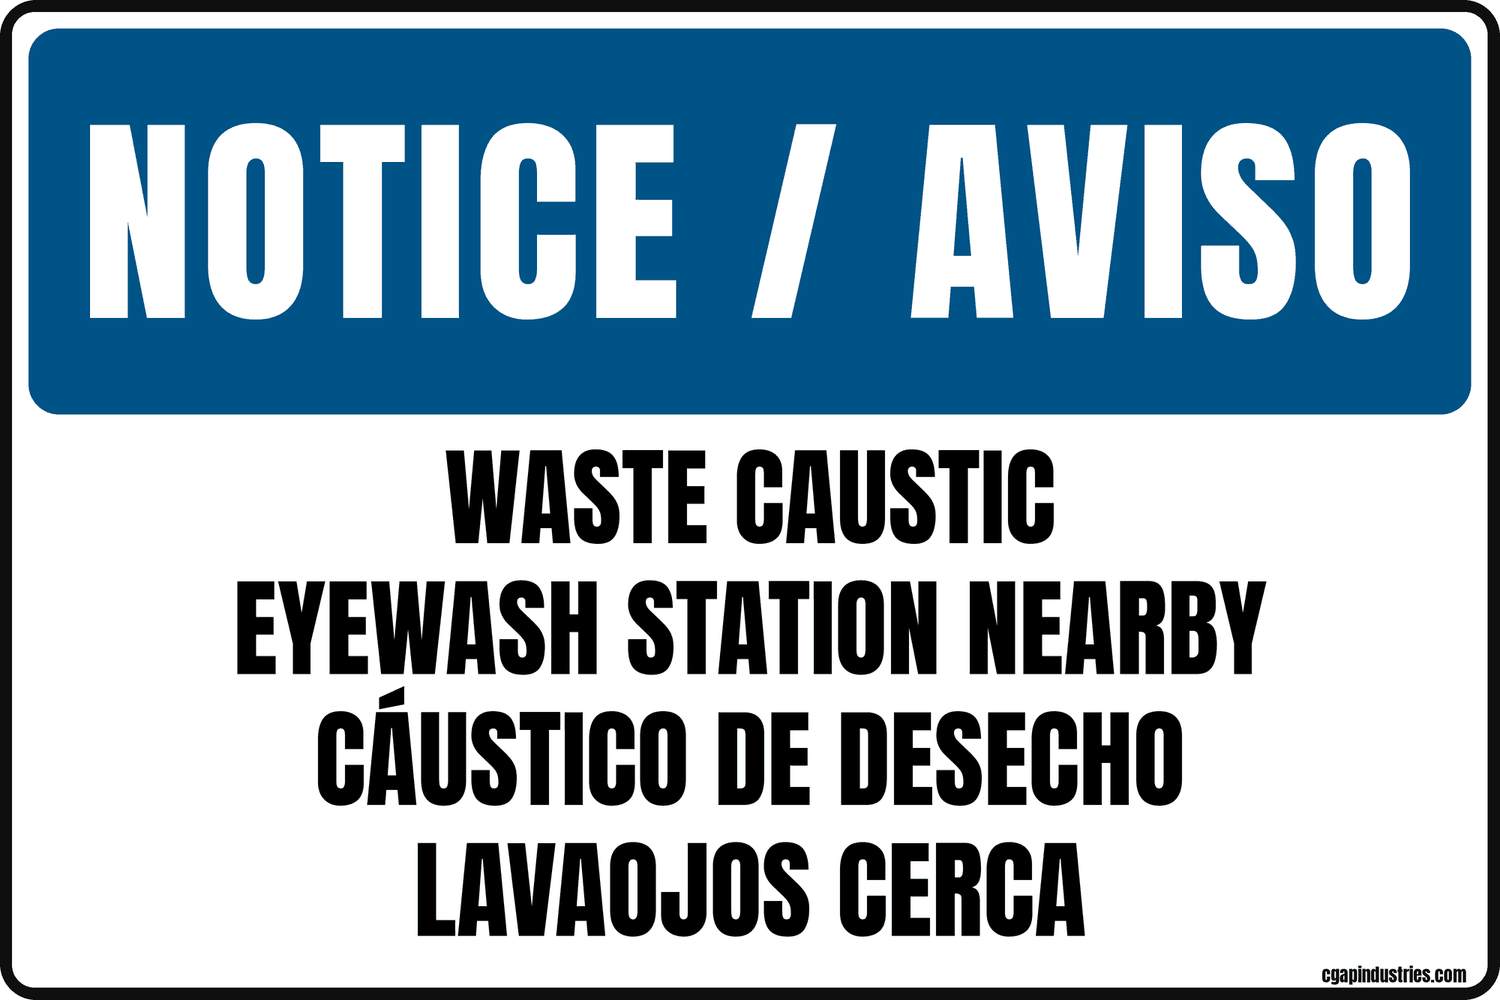 NOTICE / AVISO
WASTE CAUSTIC
EYEWASH STATION NEARBY
CÁUSTICO DE DESECHO
LAVAOJOS CERCA
cgapindustries.com